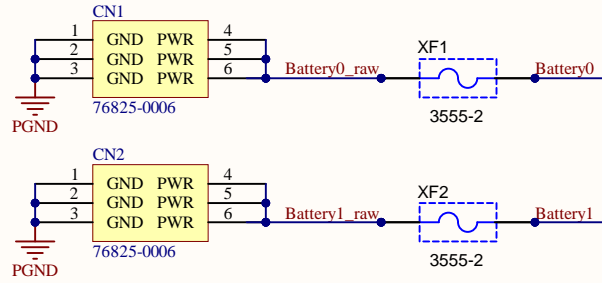 CN1
1 GND PWR 4
2 GND PWR 5
3 GND PWR 6
Battery0_raw
XF1
Battery0
PGND
76825-0006
3555-2
CN2
1 GND PWR 4
2 GND PWR 5
3 GND PWR 6
Battery1_raw
XF2
Battery1
PGND
76825-0006
3555-2